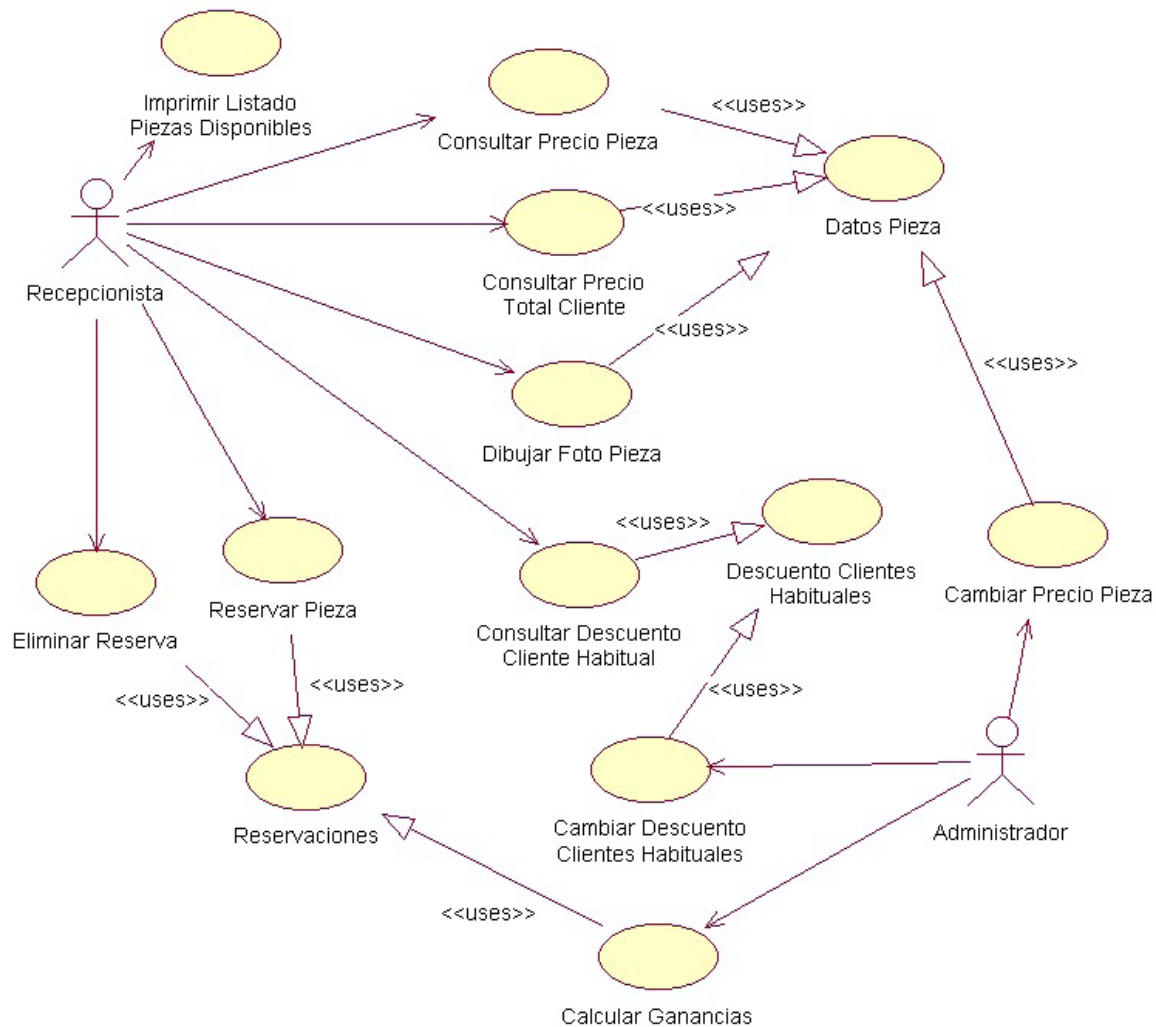 Imprimir Listado
Piezas Disponibles
Consultar Precio Pieza
<<uses>>
Datos Pieza
<<uses>>
Recepcionista
Consultar Precio
Total Cliente
<<uses>>
<<uses>>
Dibujar Foto Pieza
<<uses>>
Descuento Clientes
Habituales
Cambiar Precio Pieza
Reservar Pieza
Eliminar Reserva
Consultar Descuento
Cliente Habitual
<<uses>>
<<uses>>
<<uses>>
Reservaciones
Cambiar Descuento
Clientes Habituales
Administrador
<<uses>>
Calcular Ganancias